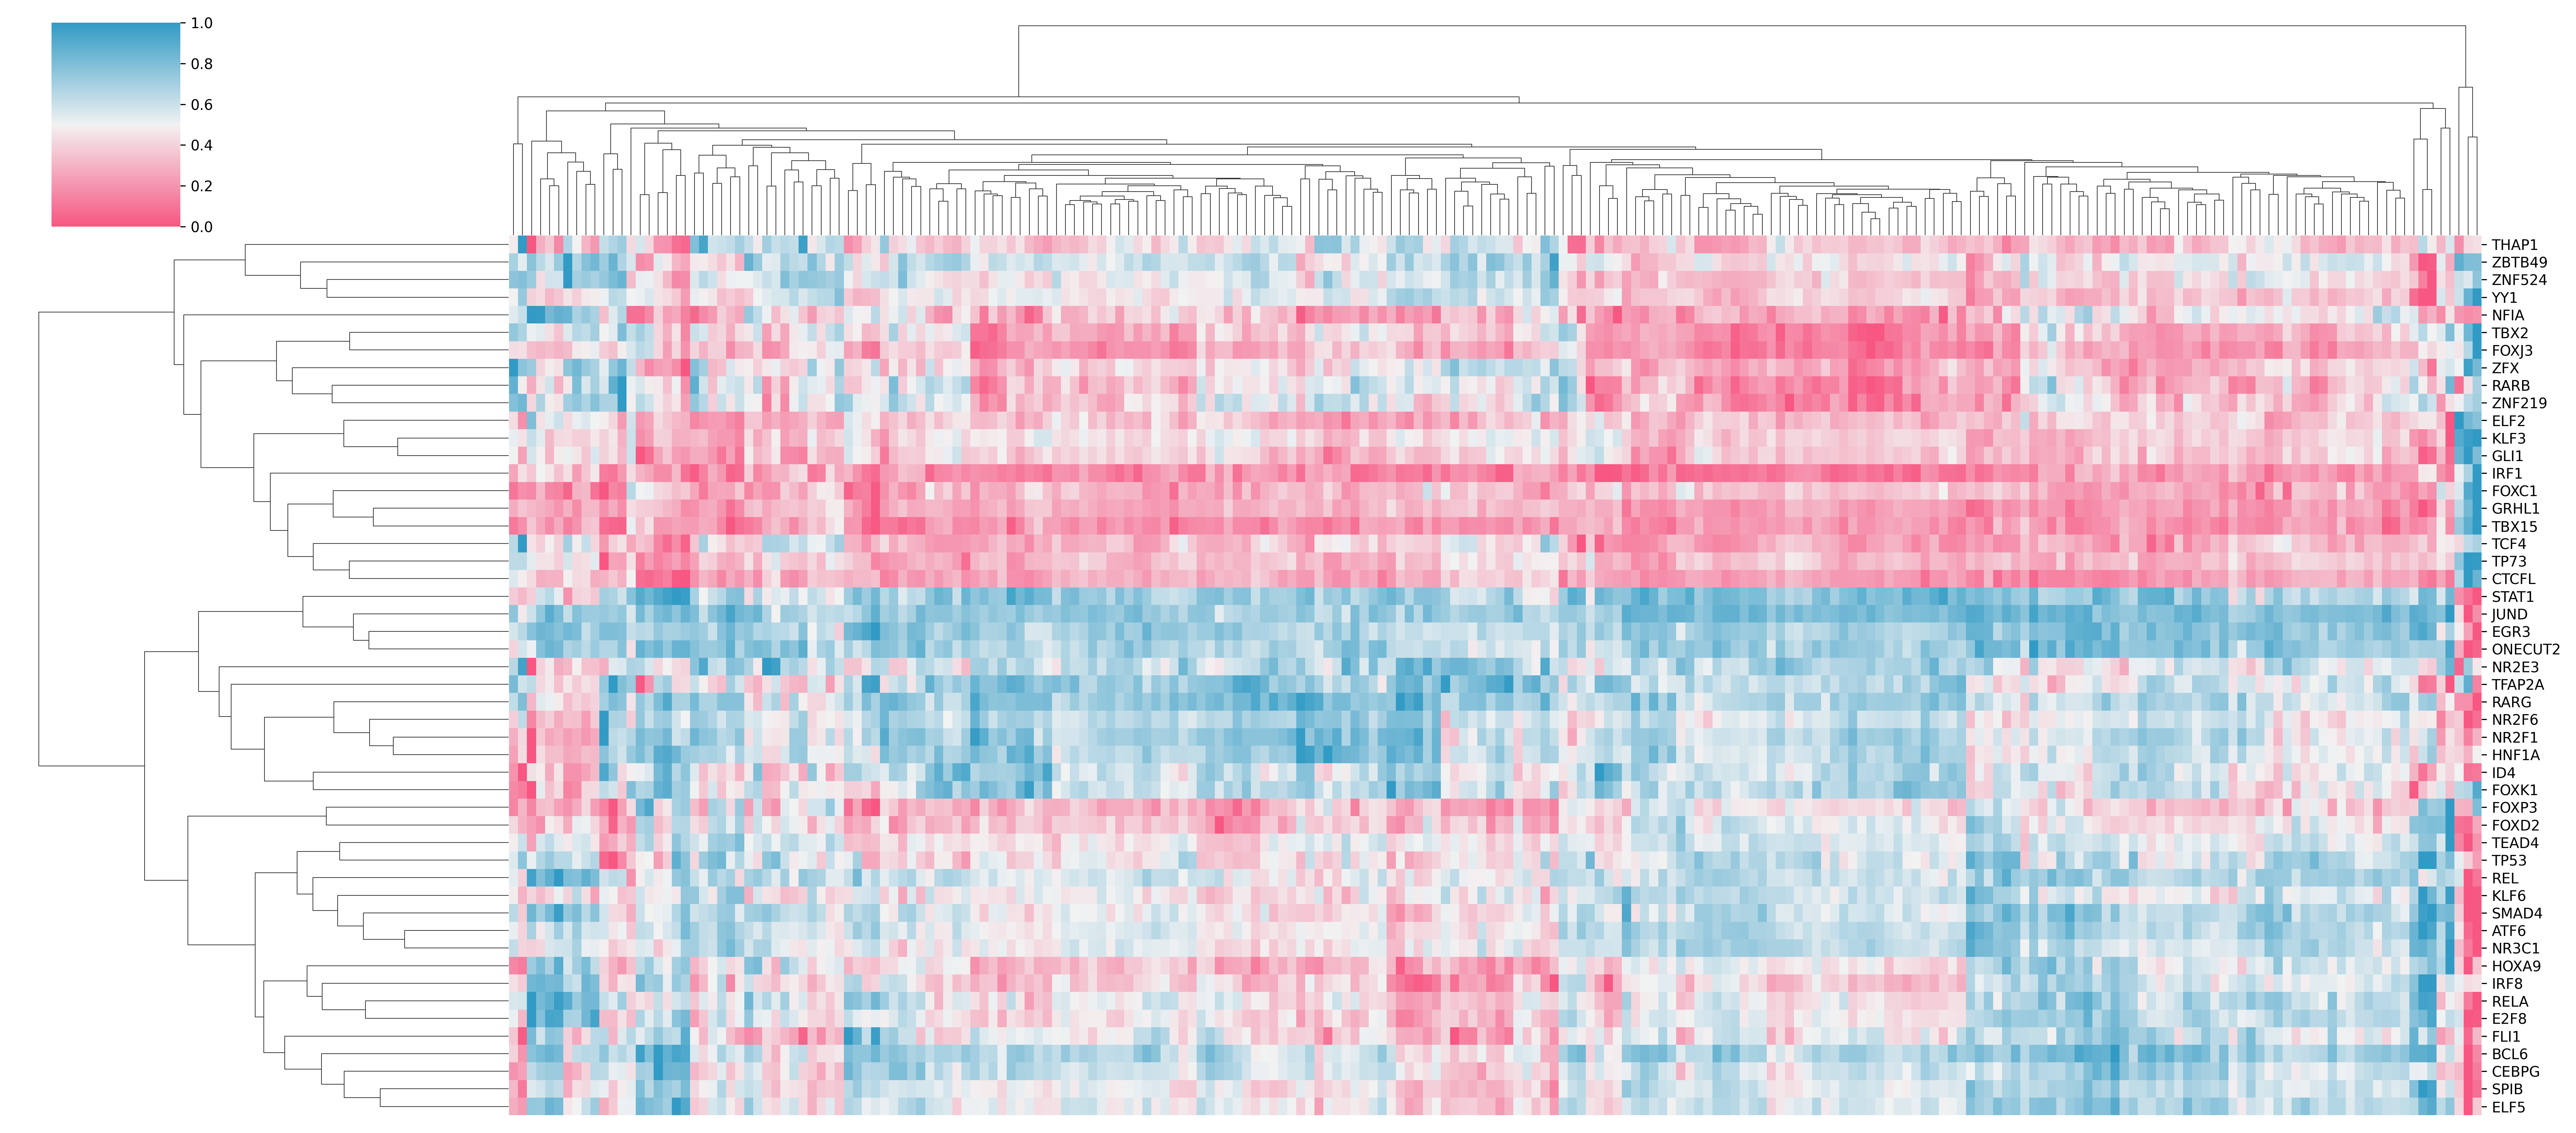 1.0
0.8
0.6
0.4
0.2
0.0
THAP1
ZBTB49
ZNF524
YY1
NFIA
TBX2
FOXJ3
ZFX
RARB
ZNF219
ELF2
KLF3
GLI1
IRF1
FOXC1
GRHL1
TBX15
TCF4
TP73
CTCFL
STAT1
JUND
EGR3
ONECUT2
NR2E3
TFAP2A
RARG
NR2F6
NR2F1
HNF1A
ID4
FOXK1
FOXP3
FOXD2
TEAD4
TP53
REL
KLF6
SMAD4
ATF6
NR3C1
HOXA9
IRF8
RELA
E2F8
FLI1
BCL6
CEBPG
SPIB
ELF5